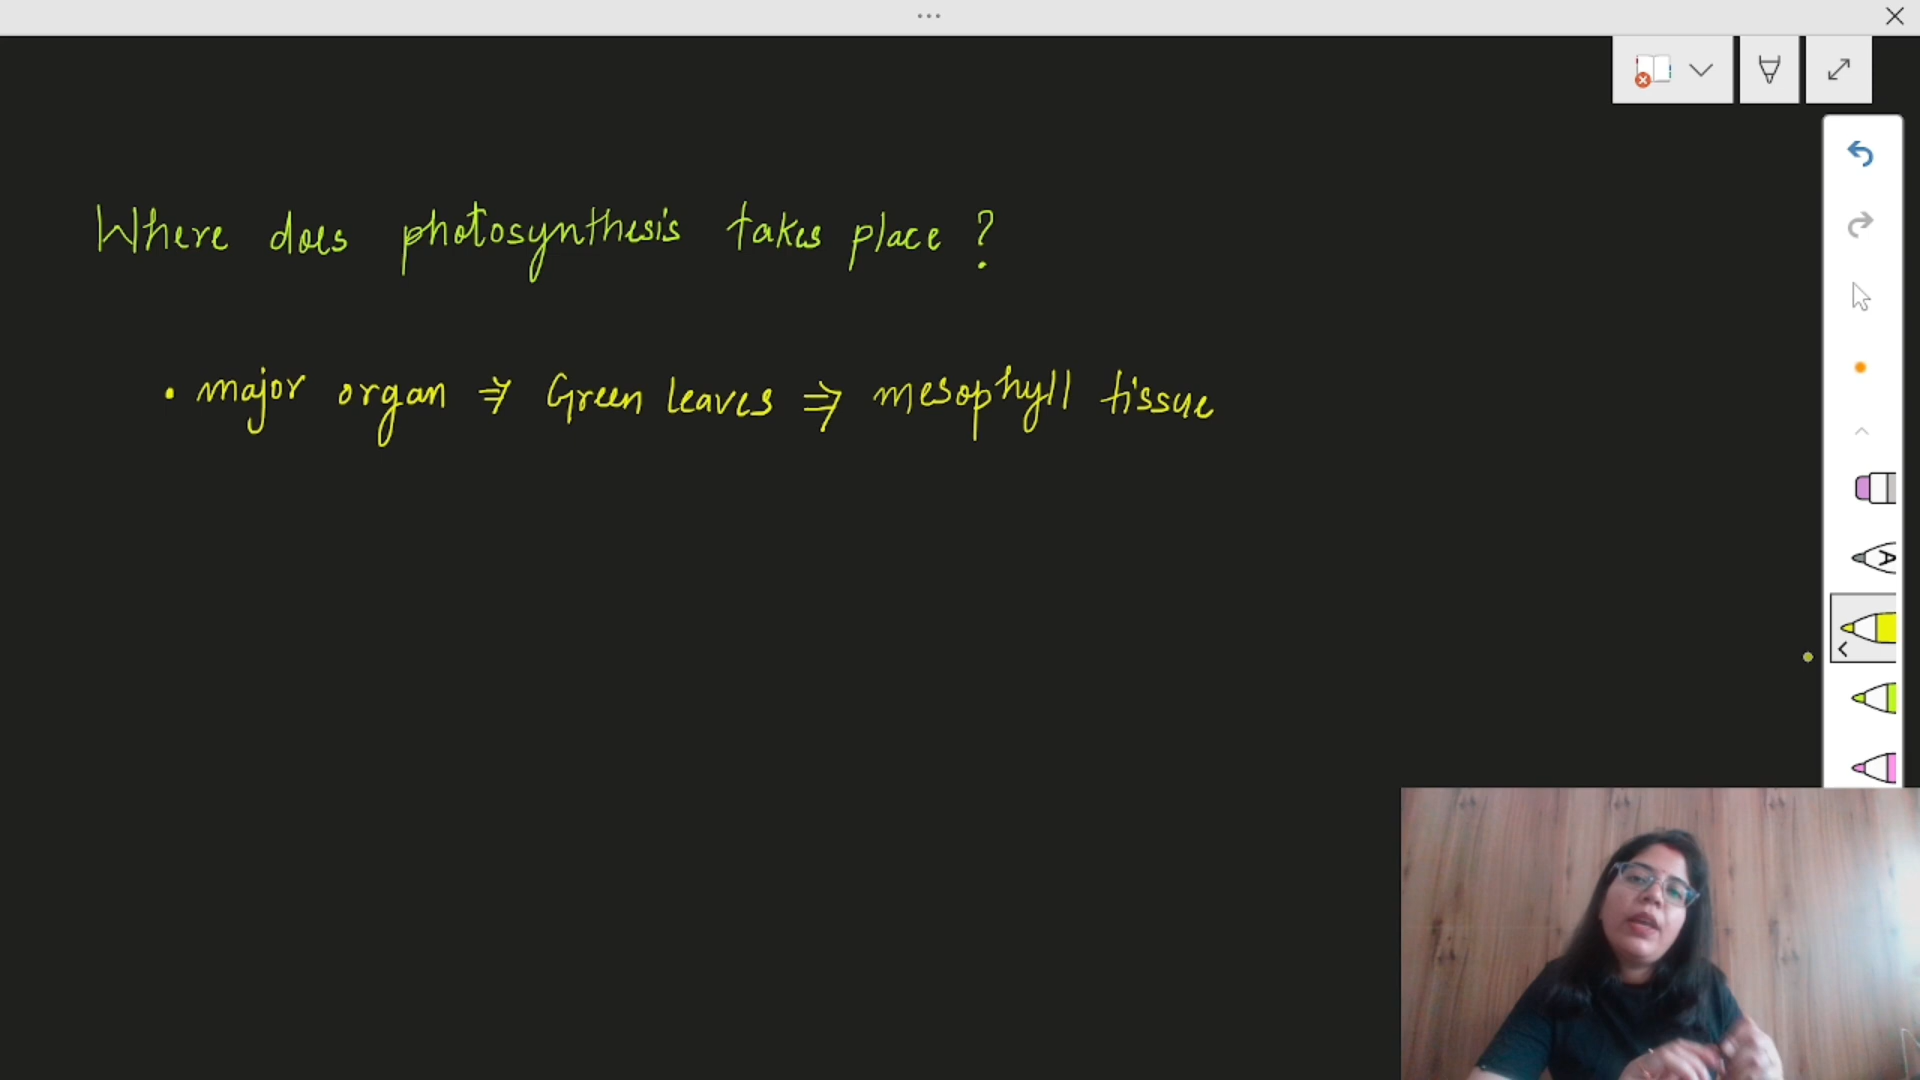 Where does photosynthesis takes place ?
• major organ ⇒ Green leaves ⇒ mesophyll tissue